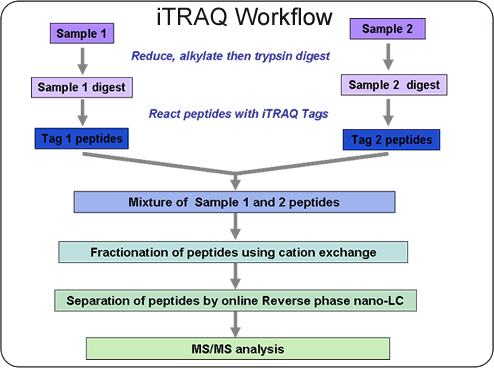 iTRAQ Workflow
Sample 1
Sample 2
Reduce, alkylate then trypsin digest
Sample 1 digest
Sample 2 digest
React peptides with iTRAQ Tags
Tag 1 peptides
Tag 2 peptides
Mixture of Sample 1 and 2 peptides
Fractionation of peptides using cation exchange
Separation of peptides by online Reverse phase nano-LC
MS/MS analysis